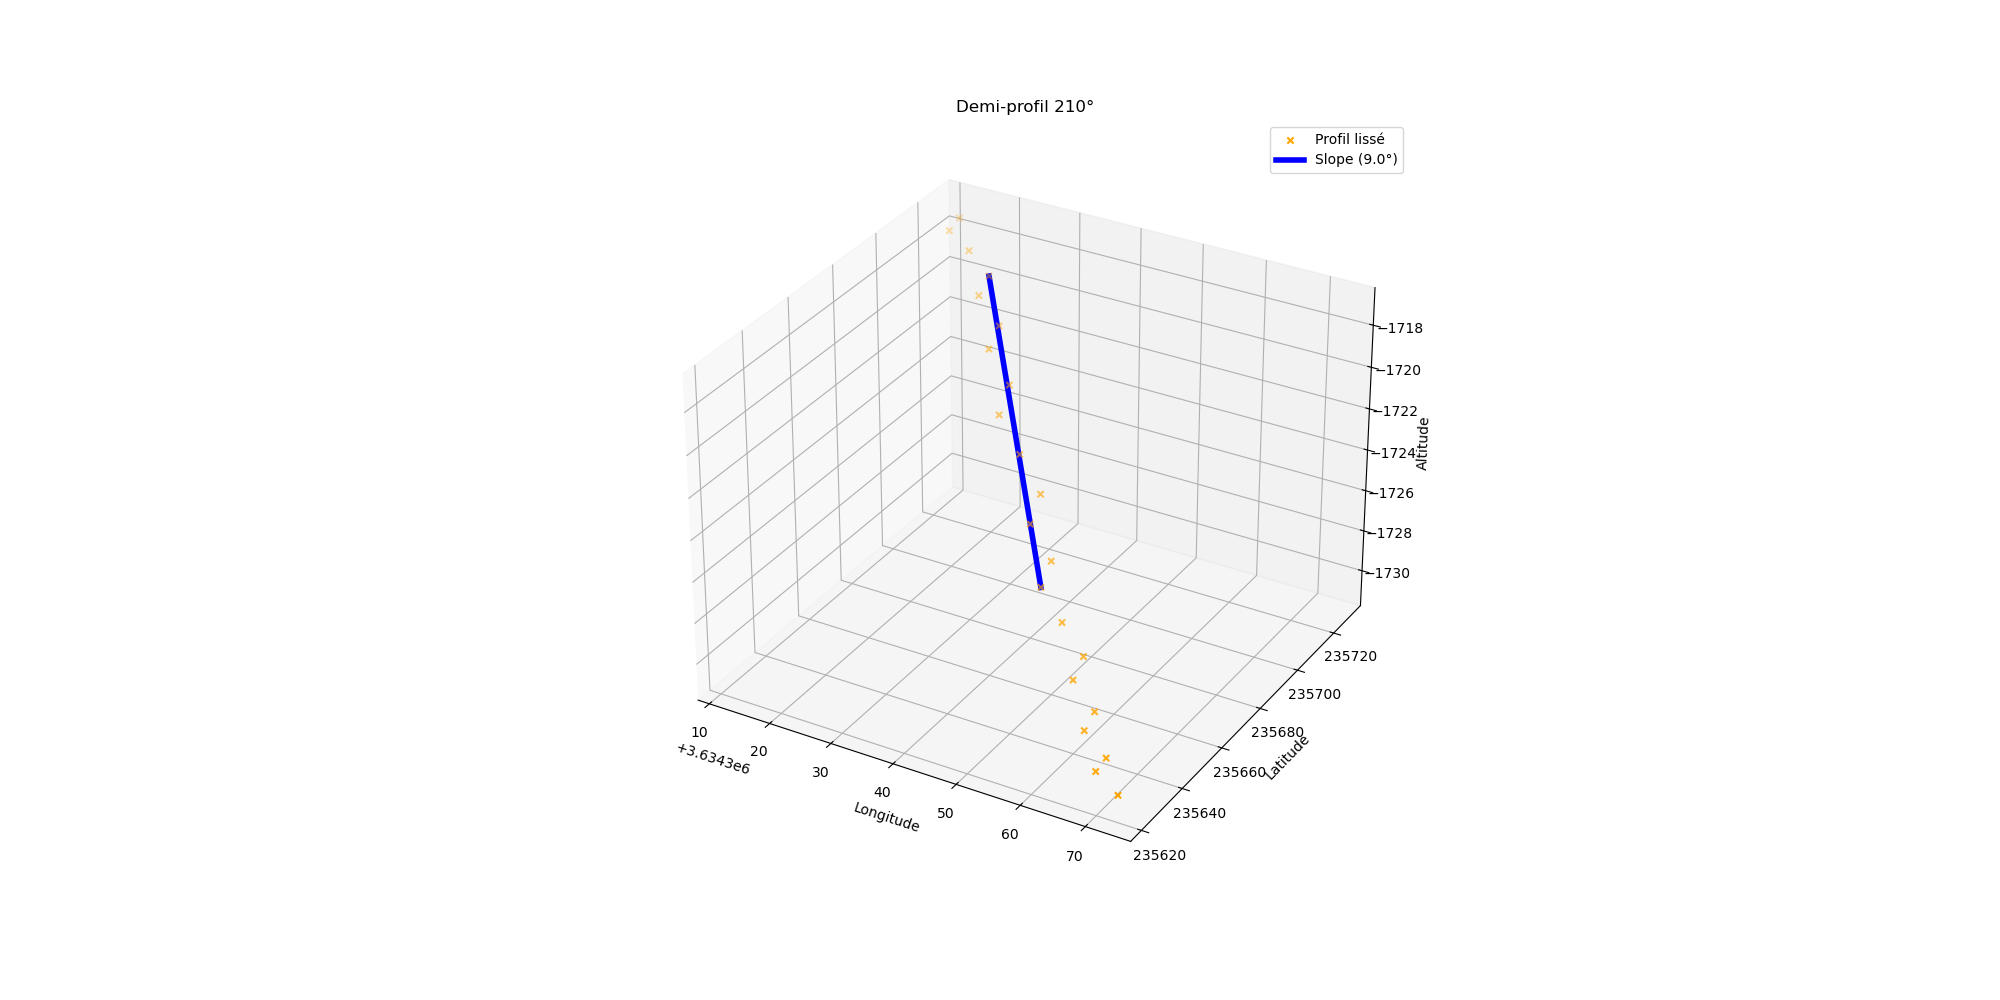 Demi-profil 210°
Profil lissé
Slope (9.0°)
−1718
−1720
−1722
−1724
−1726
−1728
−1730
Altitude
235720
235700
235680
235660
235640
235620
Latitude
10
20
30
40
50
60
70
+3.6343e6
Longitude